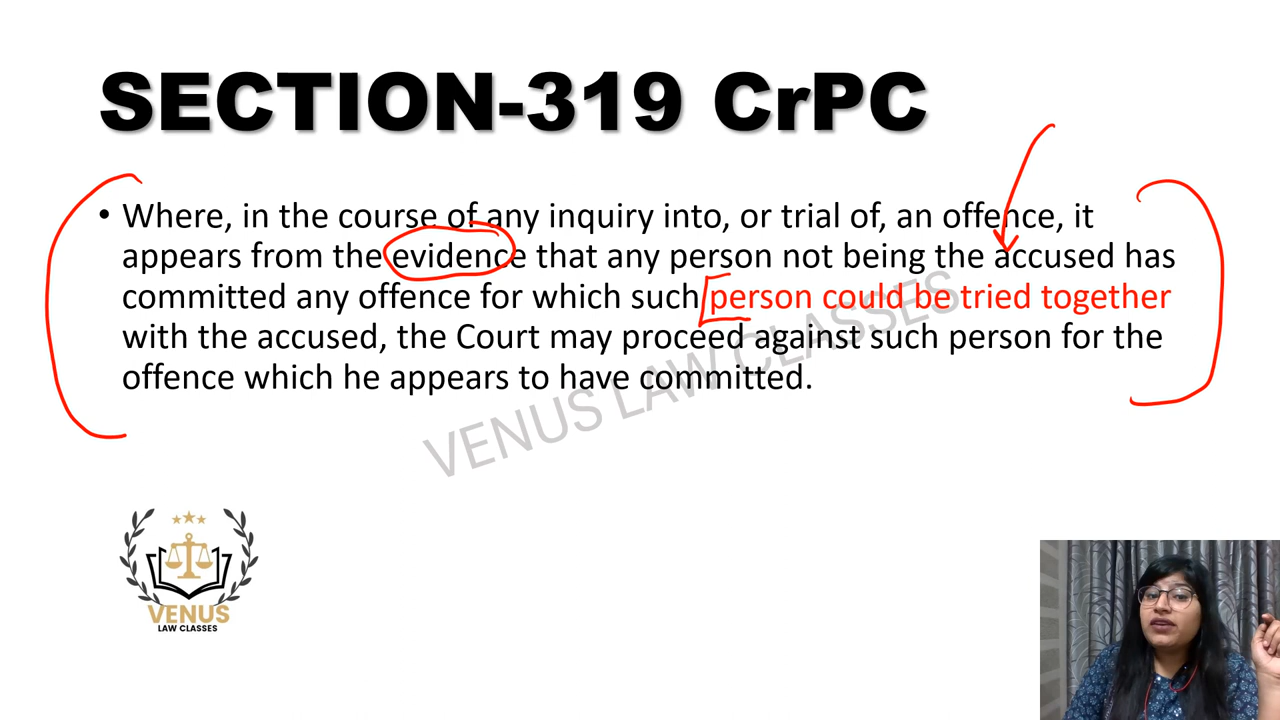 SECTION-319 CrPC
• Where, in the course of any inquiry into, or trial of, an offence, it
appears from the evidence that any person not being the accused has
committed any offence for which such person could be tried together
with the accused, the Court may proceed against such person for the
offence which he appears to have committed.
VENUS LAW CLASSES
VENUS
LAW CLASSES